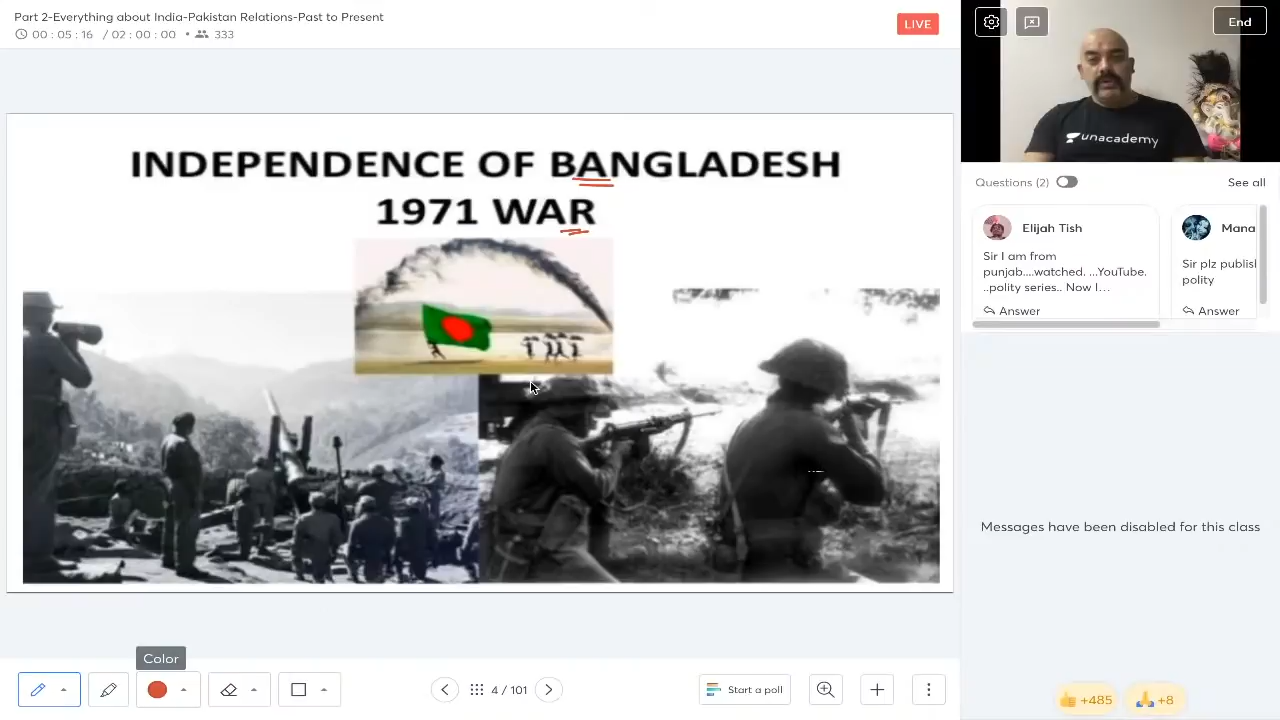 Part 2-Everything about India-Pakistan Relations-Past to Present
00 : 05 : 16 / 02 : 00 : 00
LIVE
End
unacademy
INDEPENDENCE OF BANGLADESH
1971 WAR
Questions (2)
See all
Elijah Tish
Sir I am from
punjab....watched. ...YouTube.
..polity series.. Now I...
Answer
Mana
Sir plz publisl
polity
Answer
Messages have been disabled for this class
Color
4 / 101
Start a poll
+485
+8